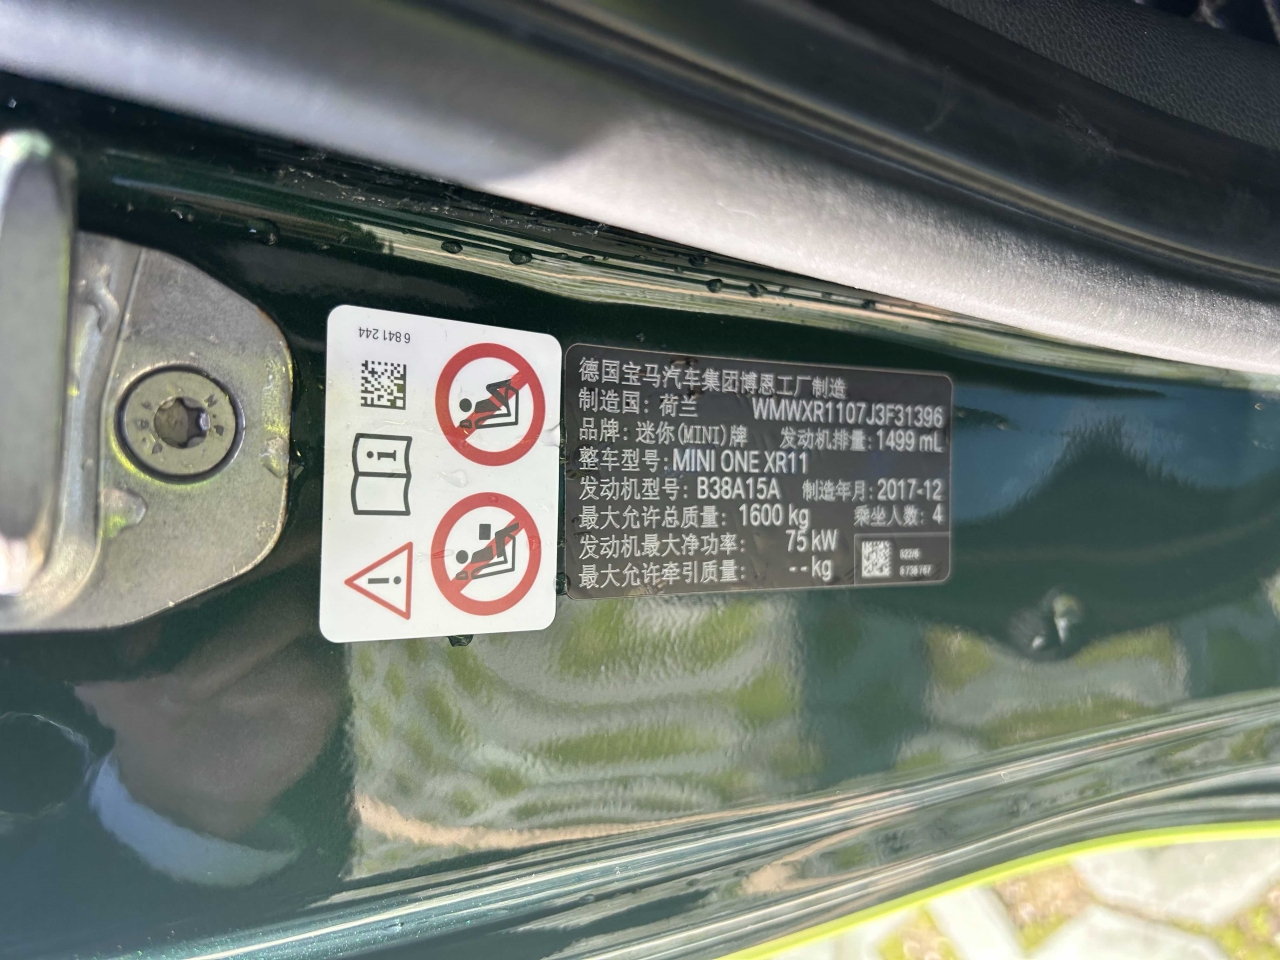 德国宝马汽车集团博恩工厂制造
制造国：荷兰 WMWXR1107J3F31396
品牌：迷你(MINI)牌 发动机排量：1499 mL
整车型号：MINI ONE XR11
发动机型号：B38A15A 制造年月：2017-12
最大允许总质量：1600 kg 乘坐人数：4
发动机最大净功率：75 kW
最大允许牵引质量：--kg
6 841 244